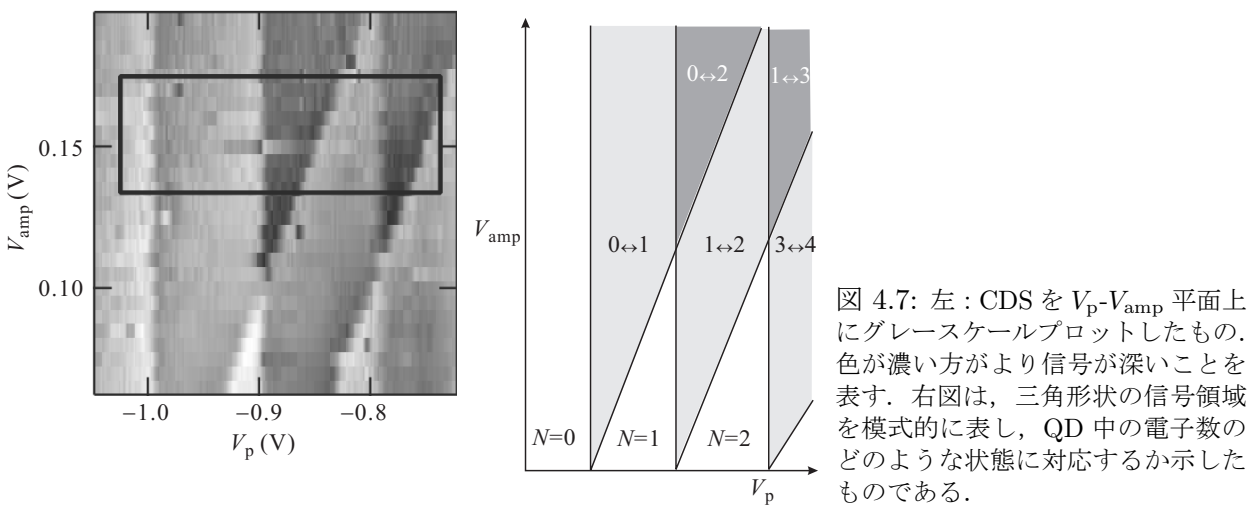 V_amp (V)
0.15
0.10
−1.0 −0.9 −0.8
V_p (V)
V_amp
0↔2
1↔3
0↔1
1↔2
3↔4
N=0
N=1
N=2
V_p
図 4.7: 左：CDS を V_p-V_amp 平面上
にグレースケールプロットしたもの．
色が濃い方がより信号が深いことを
表す．右図は，三角形状の信号領域
を模式的に表し，QD 中の電子数の
どのような状態に対応するか示した
ものである．